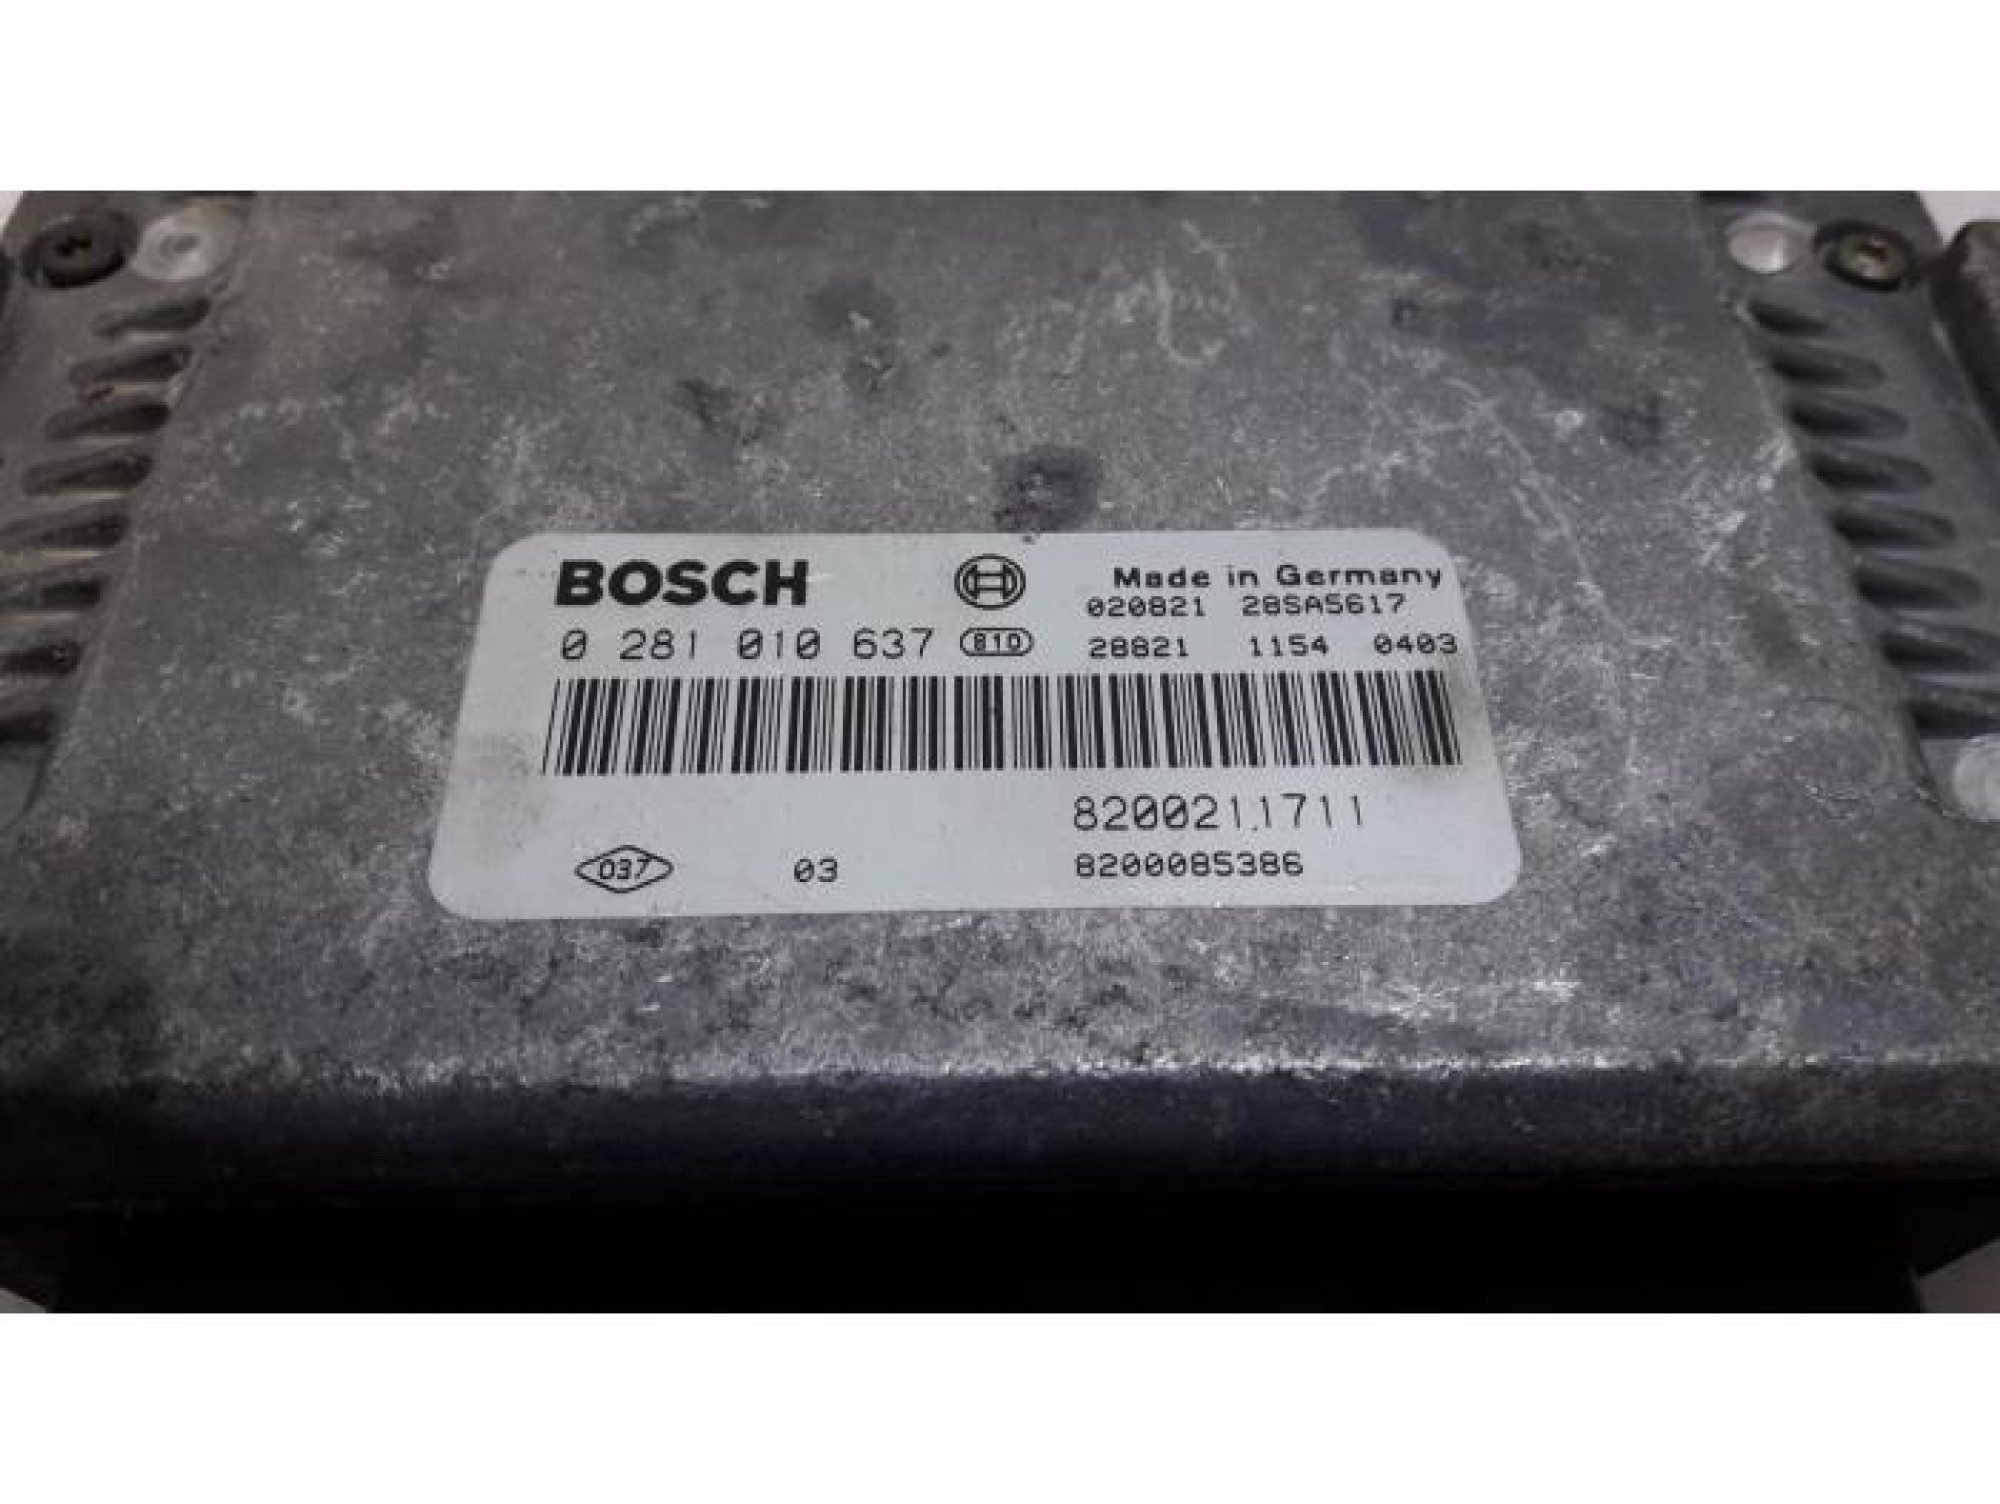 BOSCH Made in Germany
020821 28SA5617
0 281 010 637 810 28821 1154 0403
8200211711
037 03 8200085386